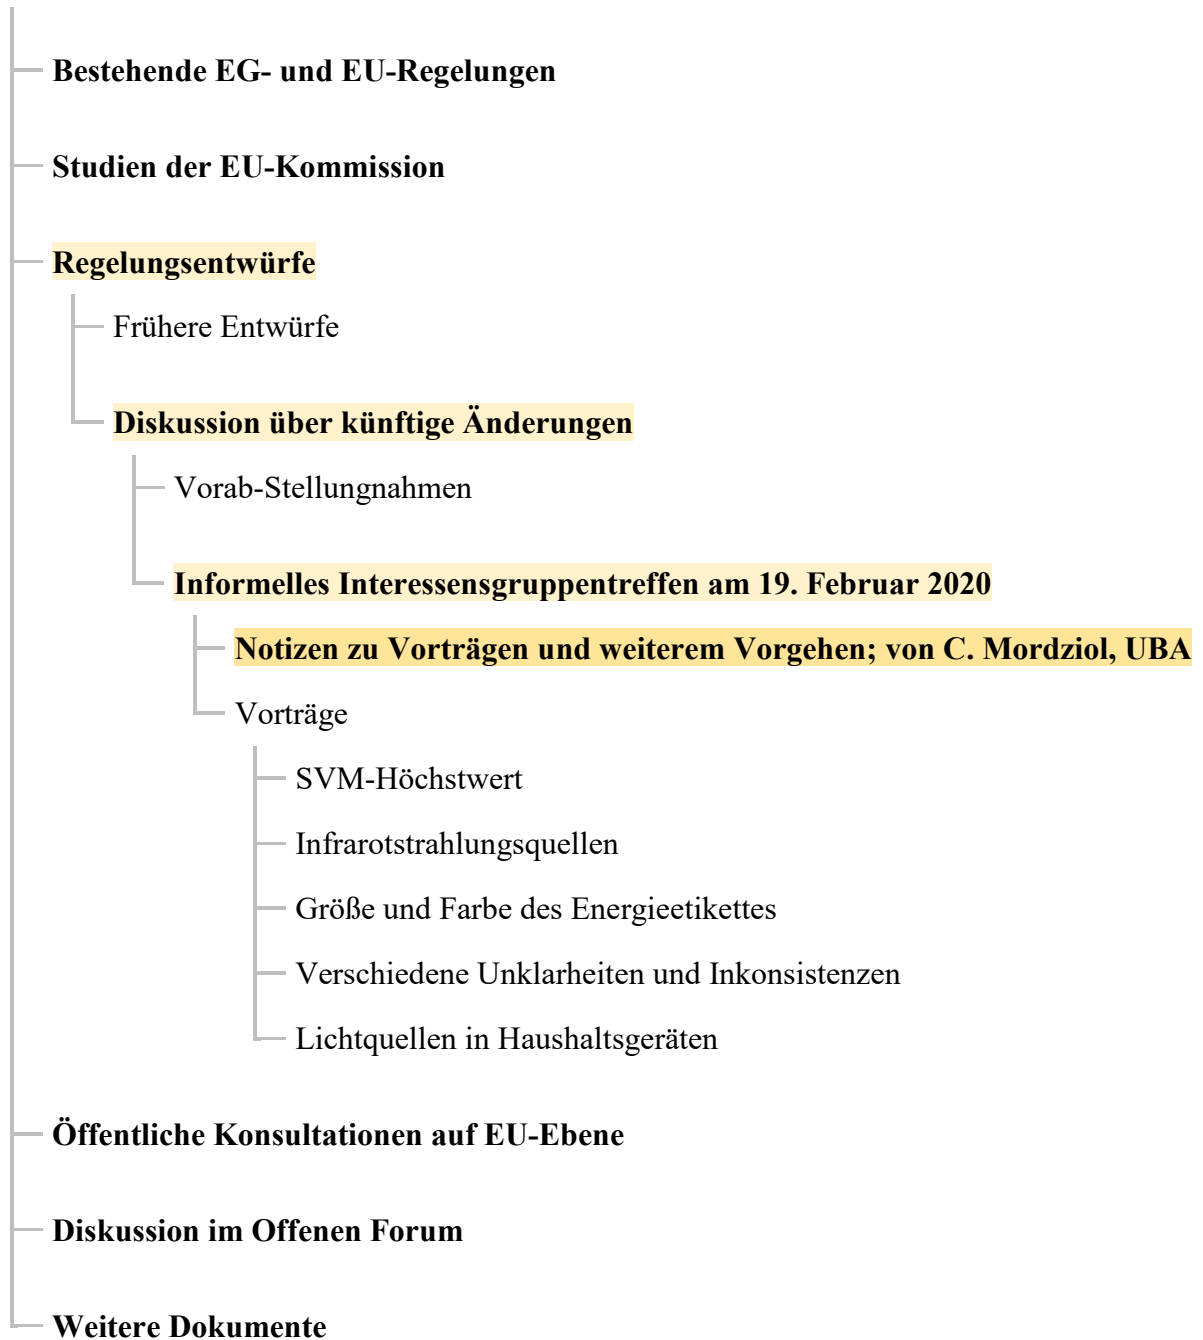 Bestehende EG- und EU-Regelungen
Studien der EU-Kommission
Regelungsentwürfe
Frühere Entwürfe
Diskussion über künftige Änderungen
Vorab-Stellungnahmen
Informelles Interessensgruppentreffen am 19. Februar 2020
Notizen zu Vorträgen und weiterem Vorgehen; von C. Mordziol, UBA
Vorträge
SVM-Höchstwert
Infrarotstrahlungsquellen
Größe und Farbe des Energieetikettes
Verschiedene Unklarheiten und Inkonsistenzen
Lichtquellen in Haushaltsgeräten
Öffentliche Konsultationen auf EU-Ebene
Diskussion im Offenen Forum
Weitere Dokumente